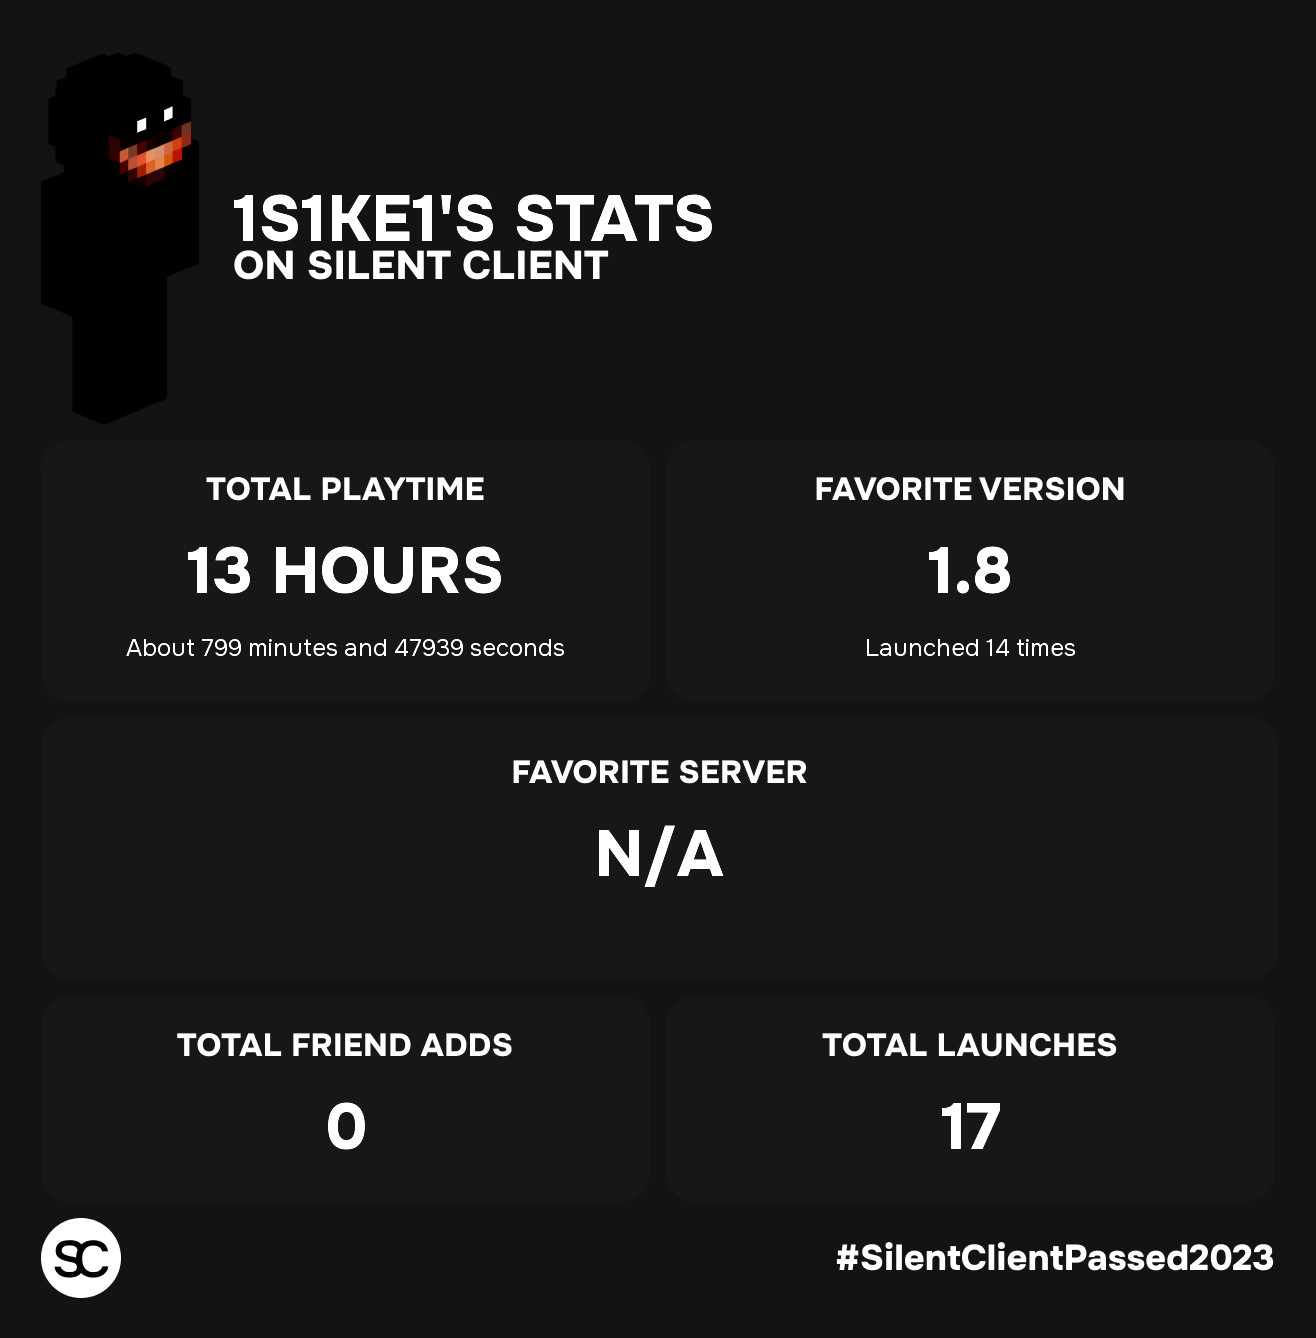 1S1KE1'S STATS
ON SILENT CLIENT
TOTAL PLAYTIME
13 HOURS
About 799 minutes and 47939 seconds
FAVORITE VERSION
1.8
Launched 14 times
FAVORITE SERVER
N/A
TOTAL FRIEND ADDS
0
TOTAL LAUNCHES
17
SC
#SilentClientPassed2023